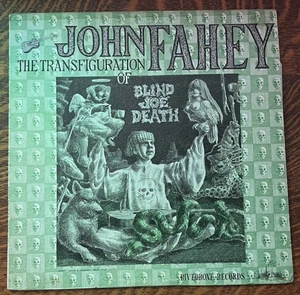 JOHN FAHEY
THE TRANSFIGURATION
OF
BLIND
JOE
DEATH
RIVERBOAT RECORDS